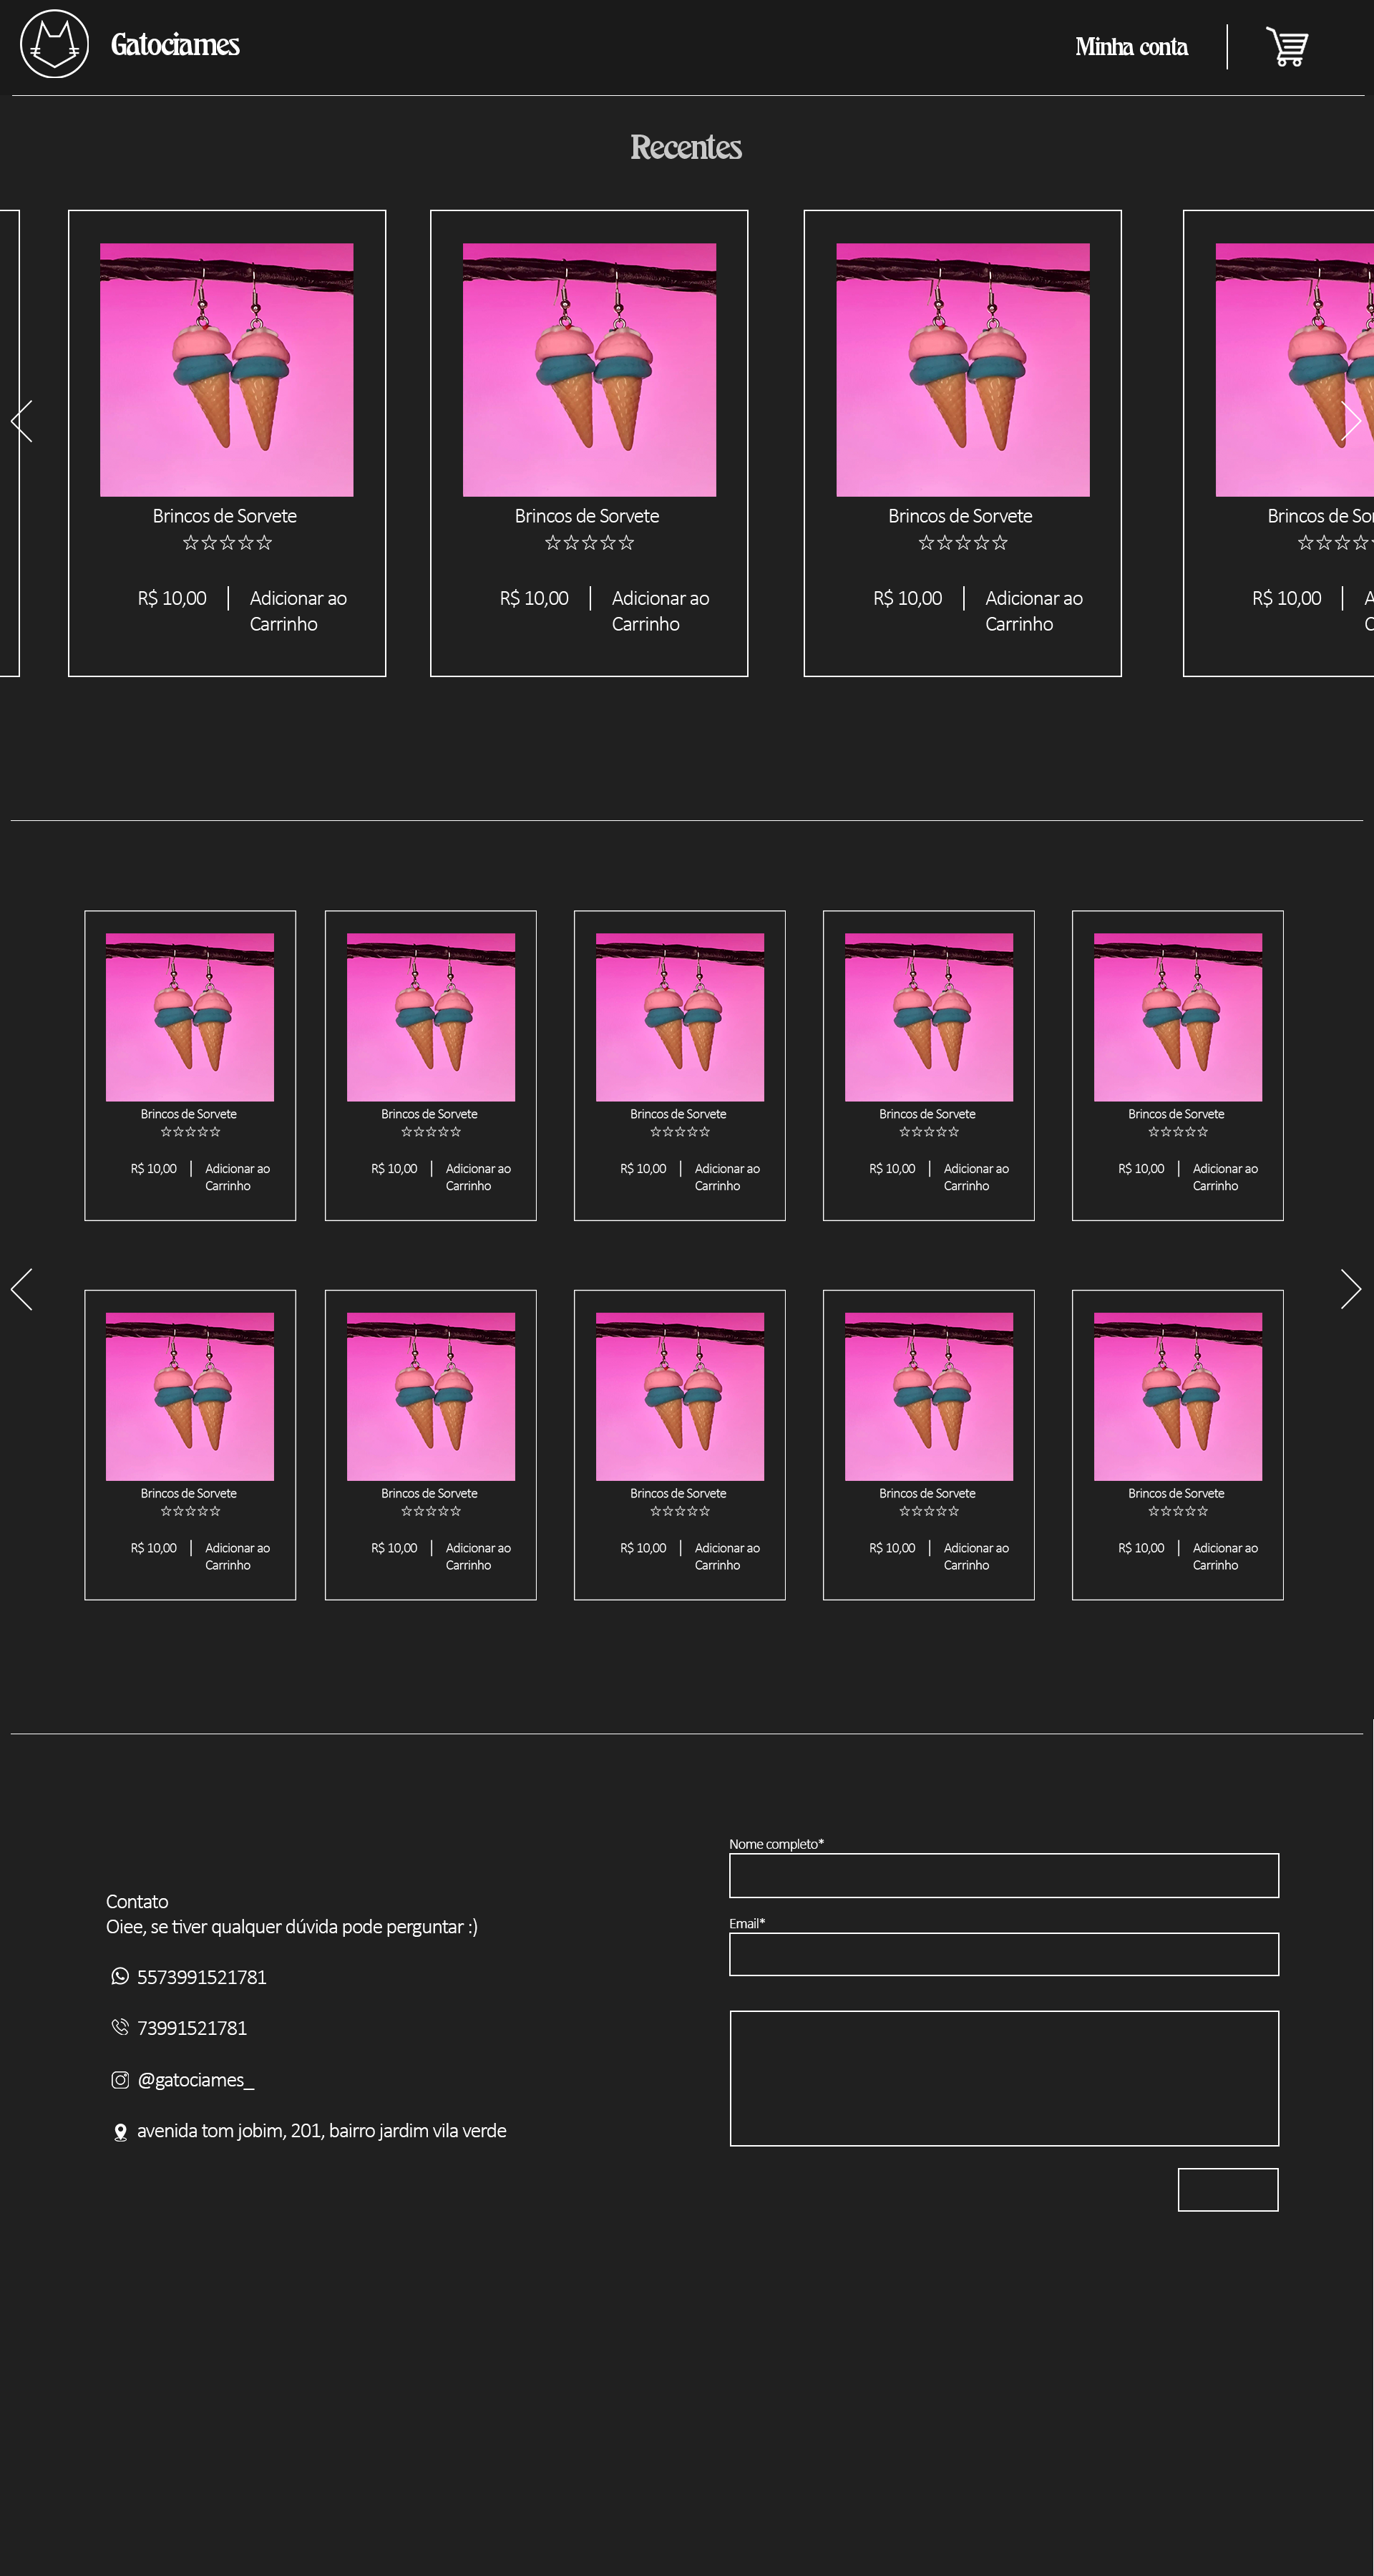 Gatociames
Minha conta
Recentes
Brincos de Sorvete
Brincos de Sorvete
Brincos de Sorvete
Brincos de Sor
R$ 10,00 | Adicionar ao
Carrinho
R$ 10,00 | Adicionar ao
Carrinho
R$ 10,00 | Adicionar ao
Carrinho
R$ 10,00 |
Brincos de Sorvete
Brincos de Sorvete
Brincos de Sorvete
Brincos de Sorvete
Brincos de Sorvete
R$ 10,00 | Adicionar ao
Carrinho
R$ 10,00 | Adicionar ao
Carrinho
R$ 10,00 | Adicionar ao
Carrinho
R$ 10,00 | Adicionar ao
Carrinho
R$ 10,00 | Adicionar ao
Carrinho
Brincos de Sorvete
Brincos de Sorvete
Brincos de Sorvete
Brincos de Sorvete
Brincos de Sorvete
R$ 10,00 | Adicionar ao
Carrinho
R$ 10,00 | Adicionar ao
Carrinho
R$ 10,00 | Adicionar ao
Carrinho
R$ 10,00 | Adicionar ao
Carrinho
R$ 10,00 | Adicionar ao
Carrinho
Contato
Oiee, se tiver qualquer dúvida pode perguntar :)
5573991521781
73991521781
@gatociames_
avenida tom jobim, 201, bairro jardim vila verde
Nome completo*
Email*